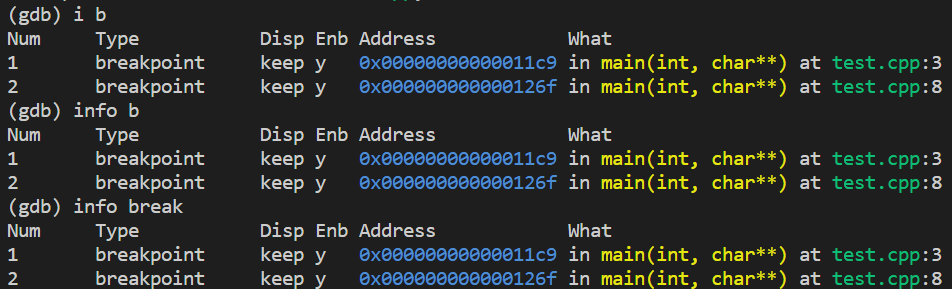 (gdb) i b
Num     Type           Disp Enb Address            What
1       breakpoint     keep y   0x00000000000011c9 in main(int, char**) at test.cpp:3
2       breakpoint     keep y   0x000000000000126f in main(int, char**) at test.cpp:8
(gdb) info b
Num     Type           Disp Enb Address            What
1       breakpoint     keep y   0x00000000000011c9 in main(int, char**) at test.cpp:3
2       breakpoint     keep y   0x000000000000126f in main(int, char**) at test.cpp:8
(gdb) info break
Num     Type           Disp Enb Address            What
1       breakpoint     keep y   0x00000000000011c9 in main(int, char**) at test.cpp:3
2       breakpoint     keep y   0x000000000000126f in main(int, char**) at test.cpp:8